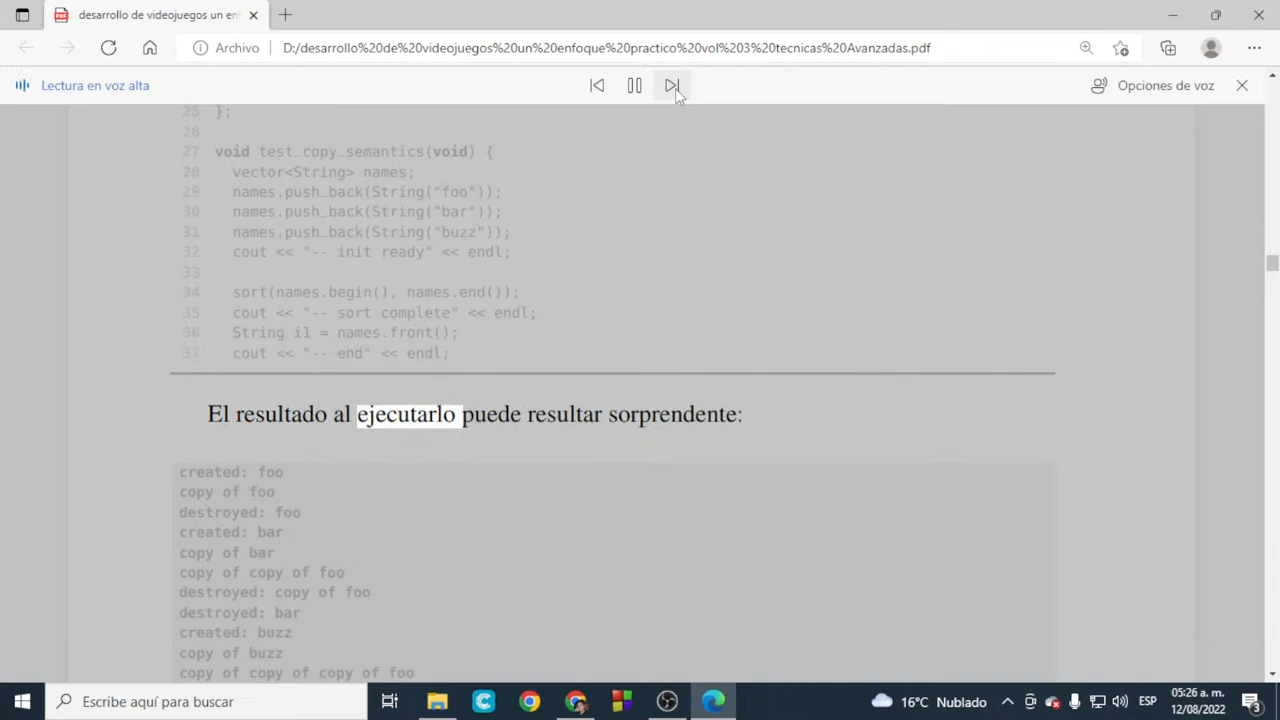 desarrollo de videojuegos un en
Archivo D:/desarrollo%20de%20videojuegos%20un%20enfoque%20practico%20vol%203%20tecnicas%20Avanzadas.pdf
Lectura en voz alta
Opciones de voz
25 };
26
27 void test_copy_semantics(void) {
28 vector<String> names;
29 names.push_back(String("foo"));
30 names.push_back(String("bar"));
31 names.push_back(String("buzz"));
32 cout << "-- init ready" << endl;
33
34 sort(names.begin(), names.end());
35 cout << "-- sort complete" << endl;
36 String i1 = names.front();
37 cout << "-- end" << endl;
El resultado al ejecutarlo puede resultar sorprendente:
created: foo
copy of foo
destroyed: foo
created: bar
copy of bar
copy of copy of foo
destroyed: copy of foo
destroyed: bar
created: buzz
copy of buzz
copy of copy of copy of foo
Escribe aquí para buscar
16°C Nublado
ESP
05:26 a. m.
12/08/2022
3